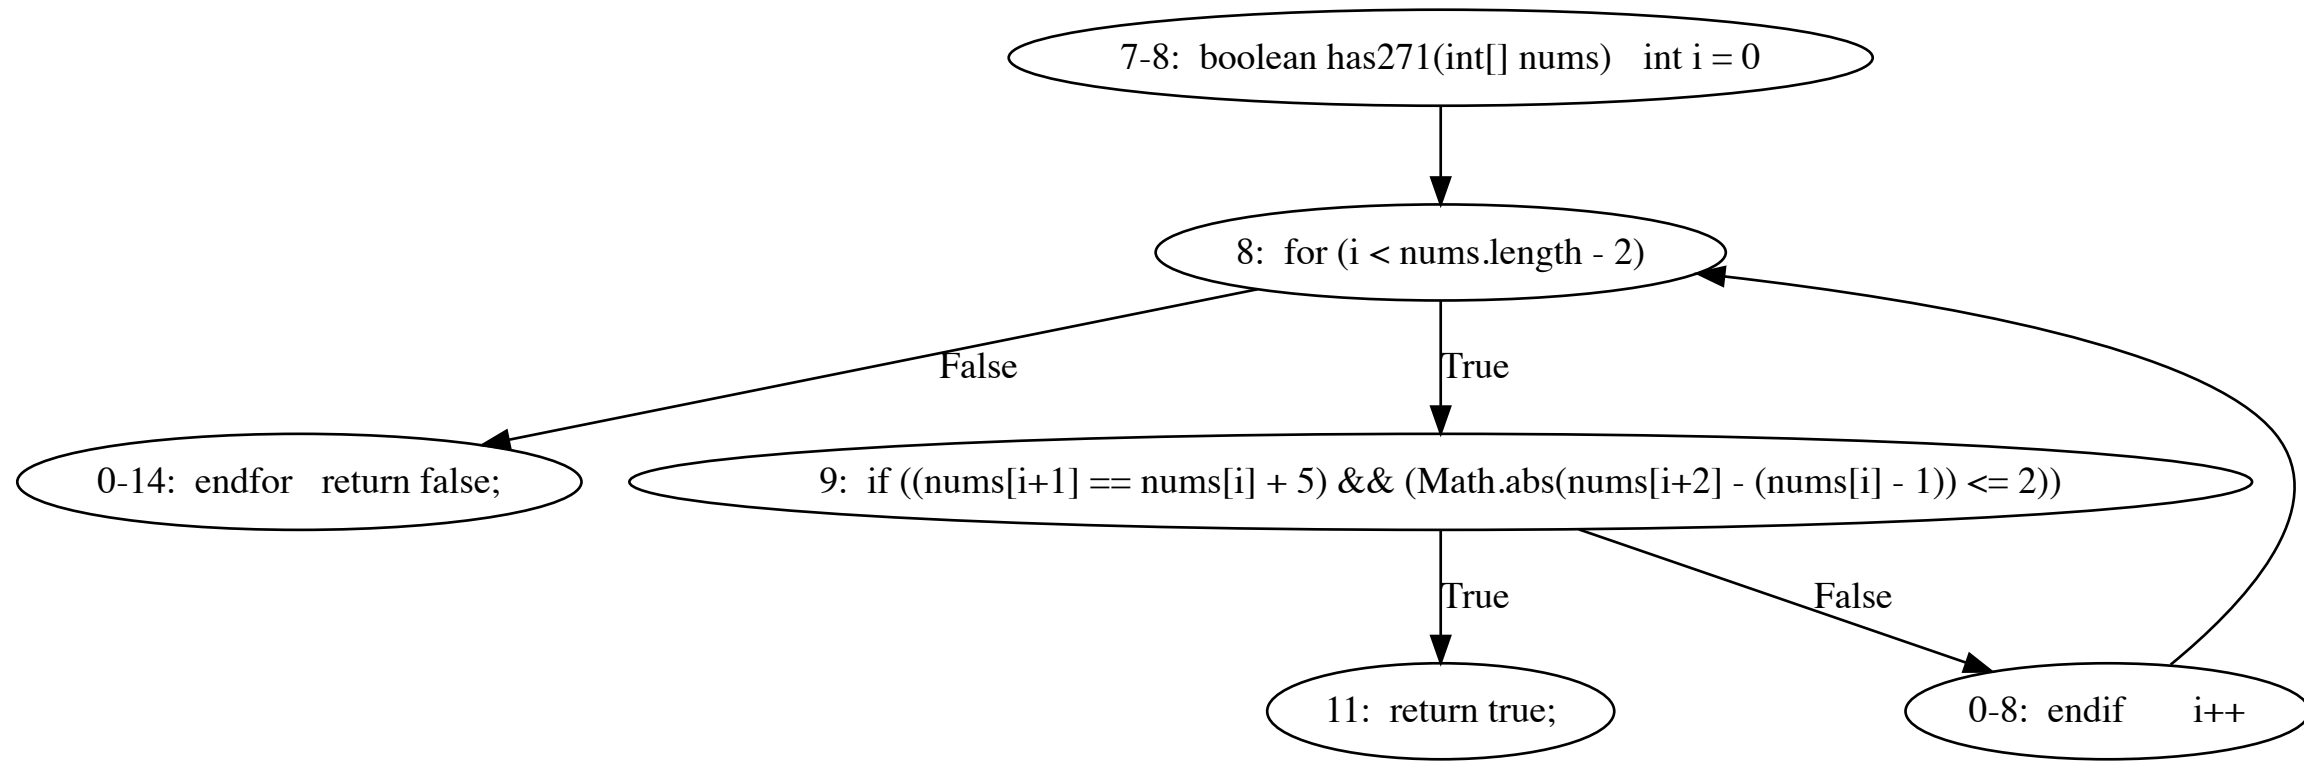 7-8:  boolean has271(int[] nums)   int i = 0
8:  for (i < nums.length - 2)
False
True
0-14:  endfor   return false;
9:  if ((nums[i+1] == nums[i] + 5) && (Math.abs(nums[i+2] - (nums[i] - 1)) <= 2))
True
False
11:  return true;
0-8:  endif       i++